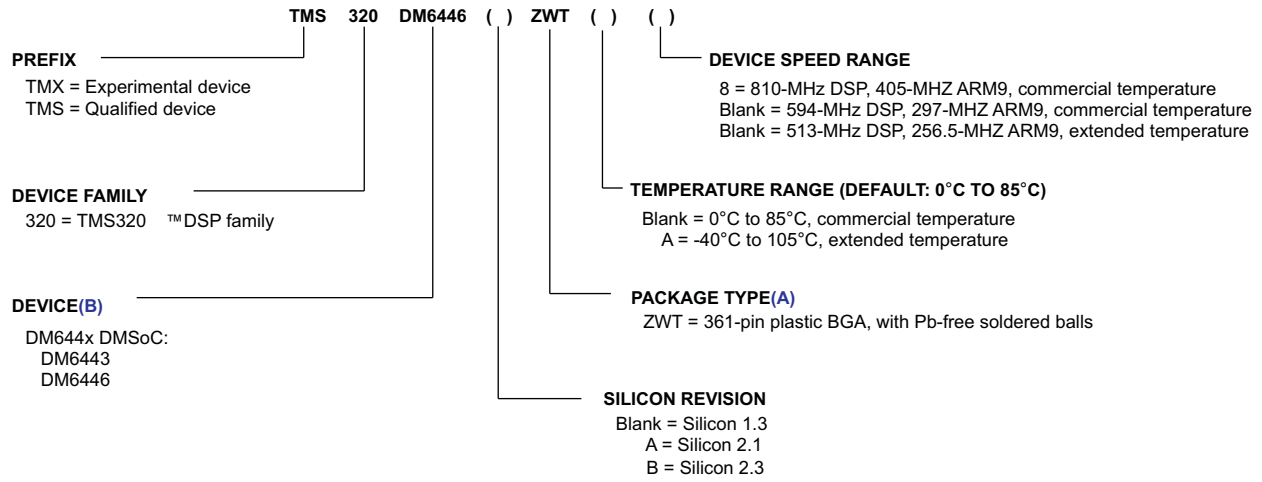 TMS 320 DM6446 ( ) ZWT ( ) ( )
PREFIX
TMX = Experimental device
TMS = Qualified device
DEVICE SPEED RANGE
8 = 810-MHz DSP, 405-MHZ ARM9, commercial temperature
Blank = 594-MHz DSP, 297-MHZ ARM9, commercial temperature
Blank = 513-MHz DSP, 256.5-MHZ ARM9, extended temperature
DEVICE FAMILY
320 = TMS320 ™DSP family
TEMPERATURE RANGE (DEFAULT: 0°C TO 85°C)
Blank = 0°C to 85°C, commercial temperature
A = -40°C to 105°C, extended temperature
DEVICE(B)
DM644x DMSoC:
DM6443
DM6446
PACKAGE TYPE(A)
ZWT = 361-pin plastic BGA, with Pb-free soldered balls
SILICON REVISION
Blank = Silicon 1.3
A = Silicon 2.1
B = Silicon 2.3